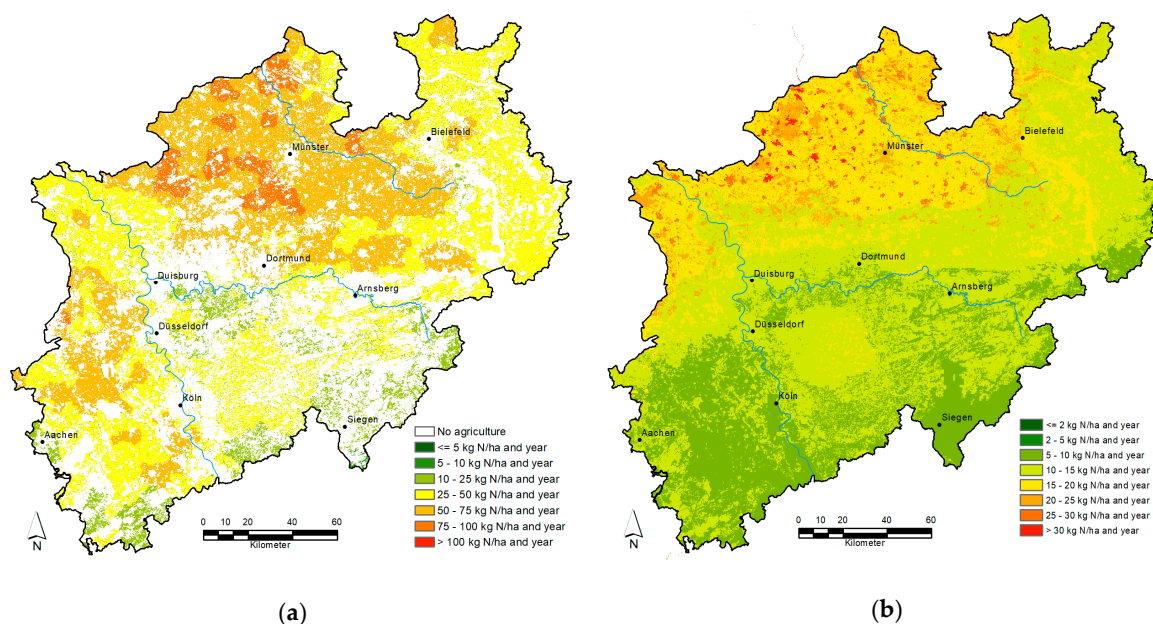 Bielefeld
Münster
Dortmund
Duisburg
Arnsberg
Düsseldorf
Köln
Siegen
Aachen
No agriculture
<= 5 kg N/ha and year
5 - 10 kg N/ha and year
10 - 25 kg N/ha and year
25 - 50 kg N/ha and year
50 - 75 kg N/ha and year
75 - 100 kg N/ha and year
> 100 kg N/ha and year
0 10 20 40 60
Kilometer
N
(a)
Bielefeld
Münster
Dortmund
Duisburg
Arnsberg
Düsseldorf
Köln
Siegen
Aachen
<= 2 kg N/ha and year
2 - 5 kg N/ha and year
5 - 10 kg N/ha and year
10 - 15 kg N/ha and year
15 - 20 kg N/ha and year
20 - 25 kg N/ha and year
25 - 30 kg N/ha and year
> 30 kg N/ha and year
0 10 20 40 60
Kilometer
N
(b)